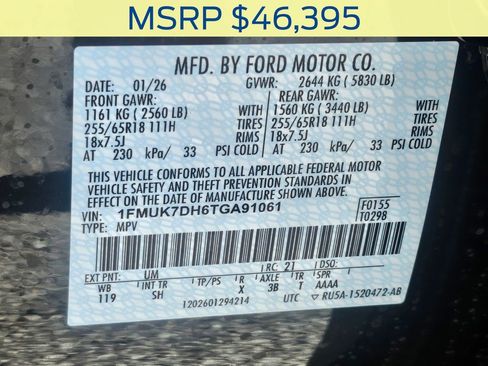 MSRP $46,395
MFD. BY FORD MOTOR CO.
DATE: 01/26 GVWR: 2644 KG ( 5830 LB)
FRONT GAWR: REAR GAWR:
1161 KG ( 2560 LB) WITH 1560 KG ( 3440 LB) WITH
255/65R18 111H TIRES 255/65R18 111H TIRES
18x7.5J RIMS 18x7.5J RIMS
AT 230 kPa/ 33 PSI COLD AT 230 kPa/ 33 PSI COLD
THIS VEHICLE CONFORMS TO ALL APPLICABLE FEDERAL MOTOR
VEHICLE SAFETY AND THEFT PREVENTION STANDARDS IN
EFFECT ON THE DATE OF MANUFACTURE SHOWN ABOVE.
VIN: 1FMUK7DH6TGA91061 F0155
TYPE: MPV T0298
EXT PNT: UM RC: 21 DSO:
WB INT TR TP/PS R AXLE TR SPR
119 SH X 3B T AAAA
1202601294214 UTC RU5A-1520472-AB